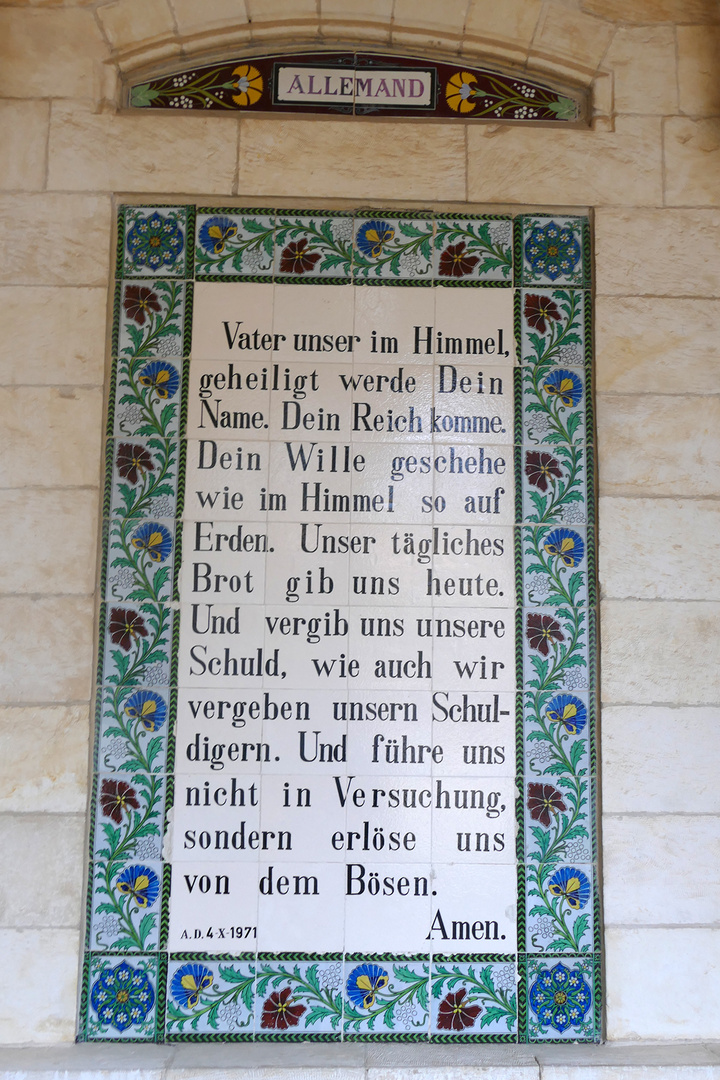 ALLEMAND
Vater unser im Himmel,
geheiligt werde Dein
Name. Dein Reich komme.
Dein Wille geschehe
wie im Himmel so auf
Erden. Unser tägliches
Brot gib uns heute.
Und vergib uns unsere
Schuld, wie auch wir
vergeben unsern Schul-
digern. Und führe uns
nicht in Versuchung,
sondern erlöse uns
von dem Bösen.
A.D. 4-X-1971 Amen.